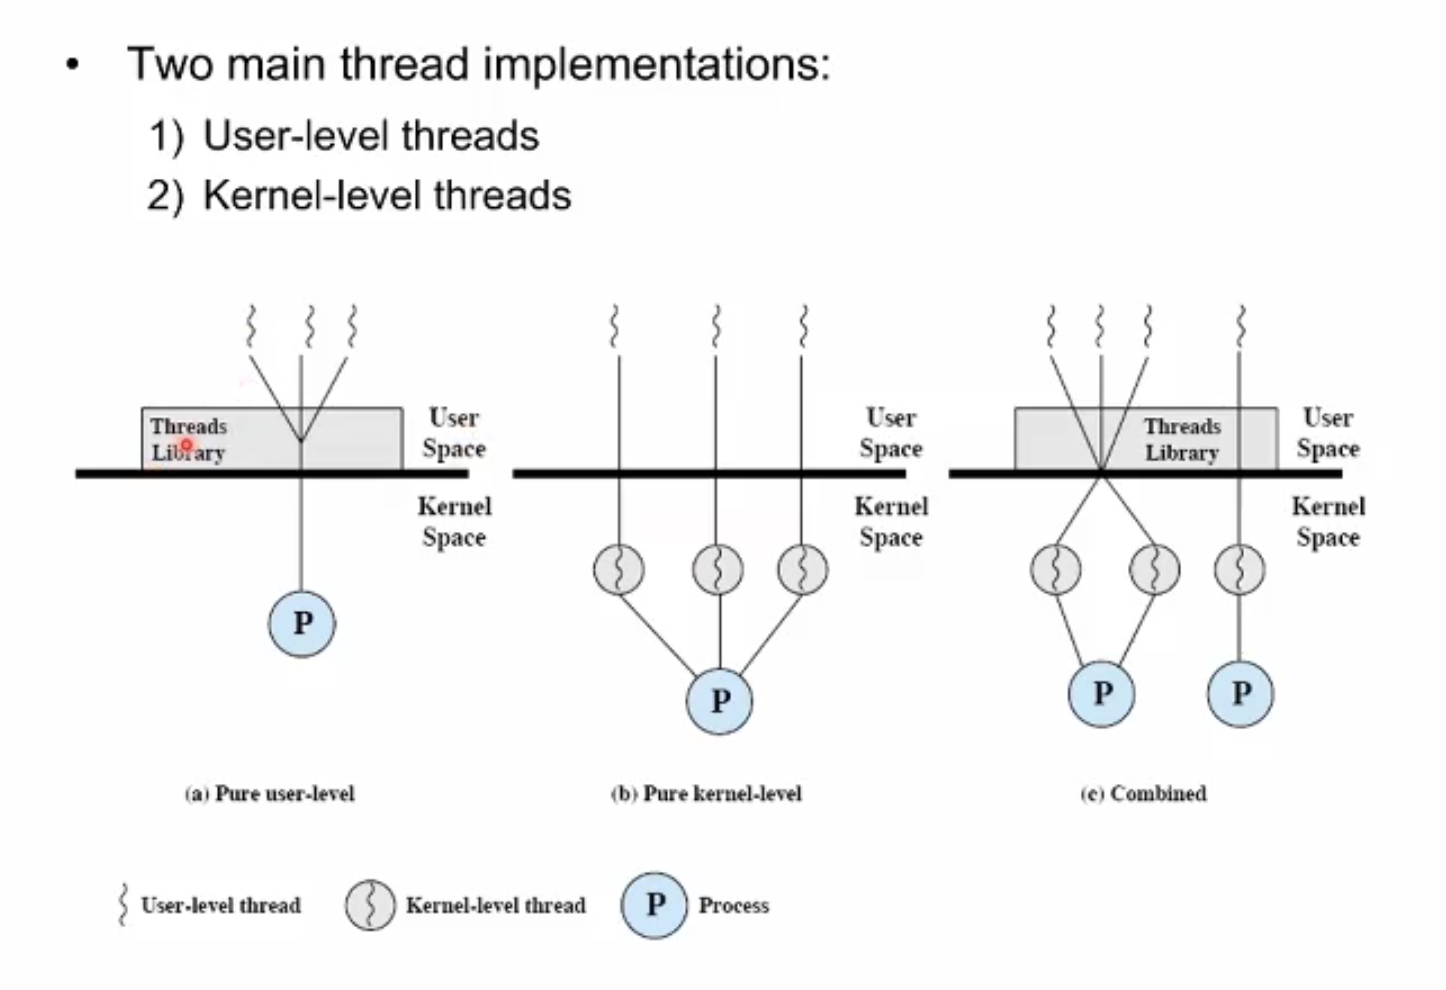 • Two main thread implementations:
1) User-level threads
2) Kernel-level threads
Threads
Library
User
Space
Kernel
Space
P
(a) Pure user-level
User
Space
Kernel
Space
P
(b) Pure kernel-level
Threads
Library
User
Space
Kernel
Space
P
P
(c) Combined
User-level thread
Kernel-level thread
P
Process